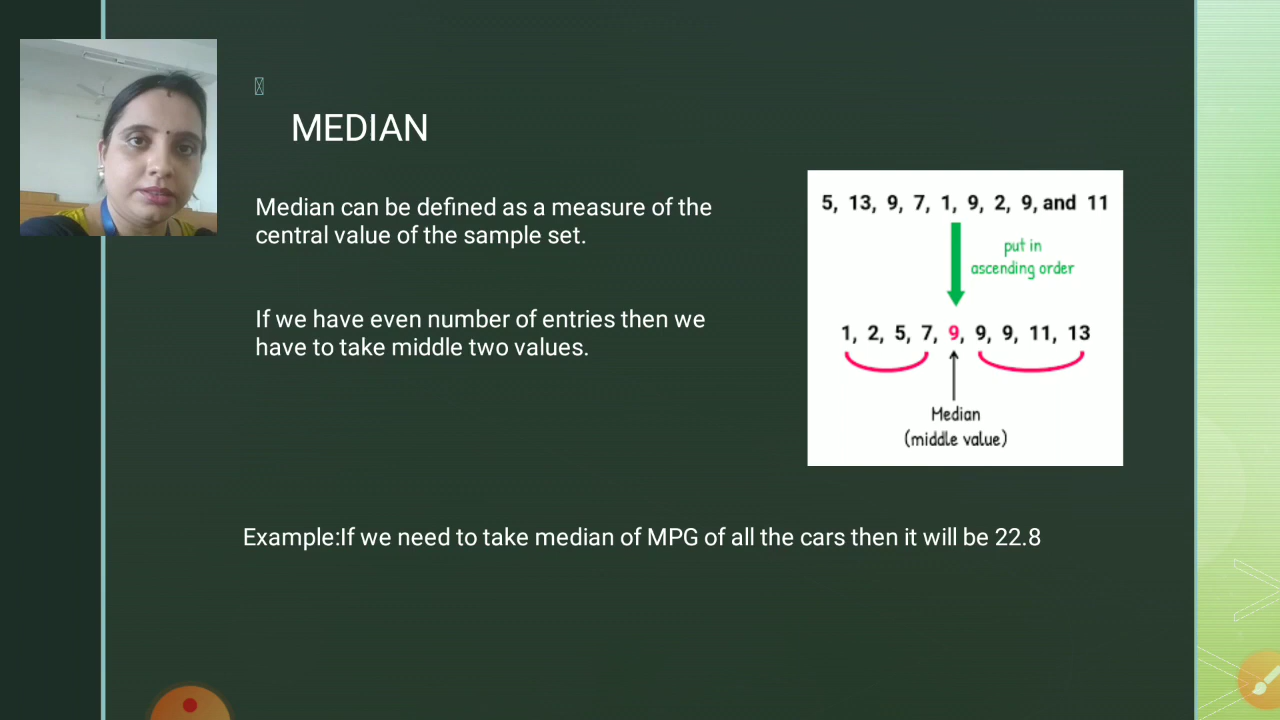 MEDIAN
Median can be defined as a measure of the
central value of the sample set.
If we have even number of entries then we
have to take middle two values.
5, 13, 9, 7, 1, 9, 2, 9, and 11
put in
ascending order
1, 2, 5, 7, 9, 9, 9, 11, 13
Median
(middle value)
Example:If we need to take median of MPG of all the cars then it will be 22.8